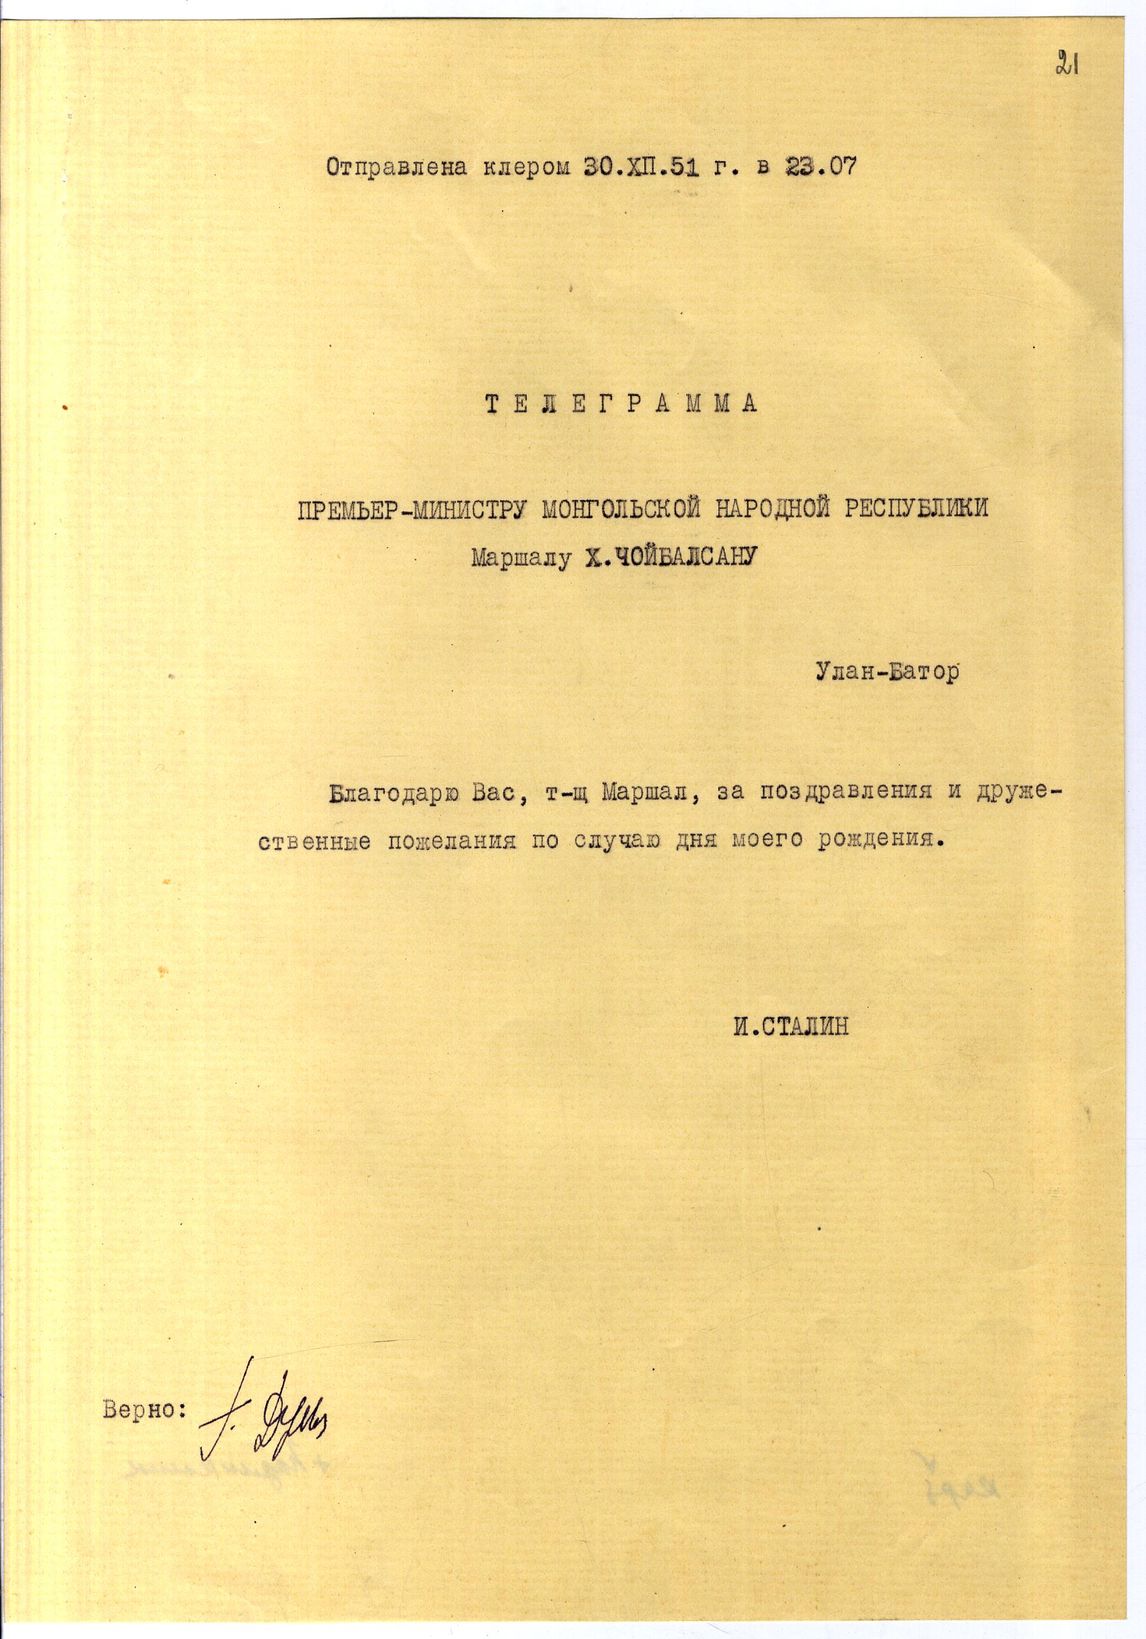 21
Отправлена клером 30.ХП.51 г. в 23.07
ТЕЛЕГРАММА
ПРЕМЬЕР-МИНИСТРУ МОНГОЛЬСКОЙ НАРОДНОЙ РЕСПУБЛИКИ
Маршалу Х.ЧОЙБАЛСАНУ
Улан-Батор
Благодарю Вас, т-щ Маршал, за поздравления и друже-
ственные пожелания по случаю дня моего рождения.
И.СТАЛИН
Верно: